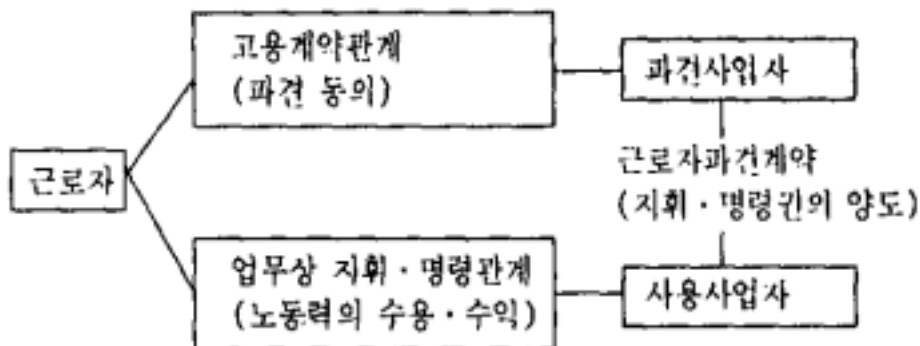 고용계약관계
(파견 동의)
파견사업사
근로자
근로자파견계약
(지휘·명령권의 양도)
업무상 지휘·명령관계
(노동력의 수용·수익)
사용사업자